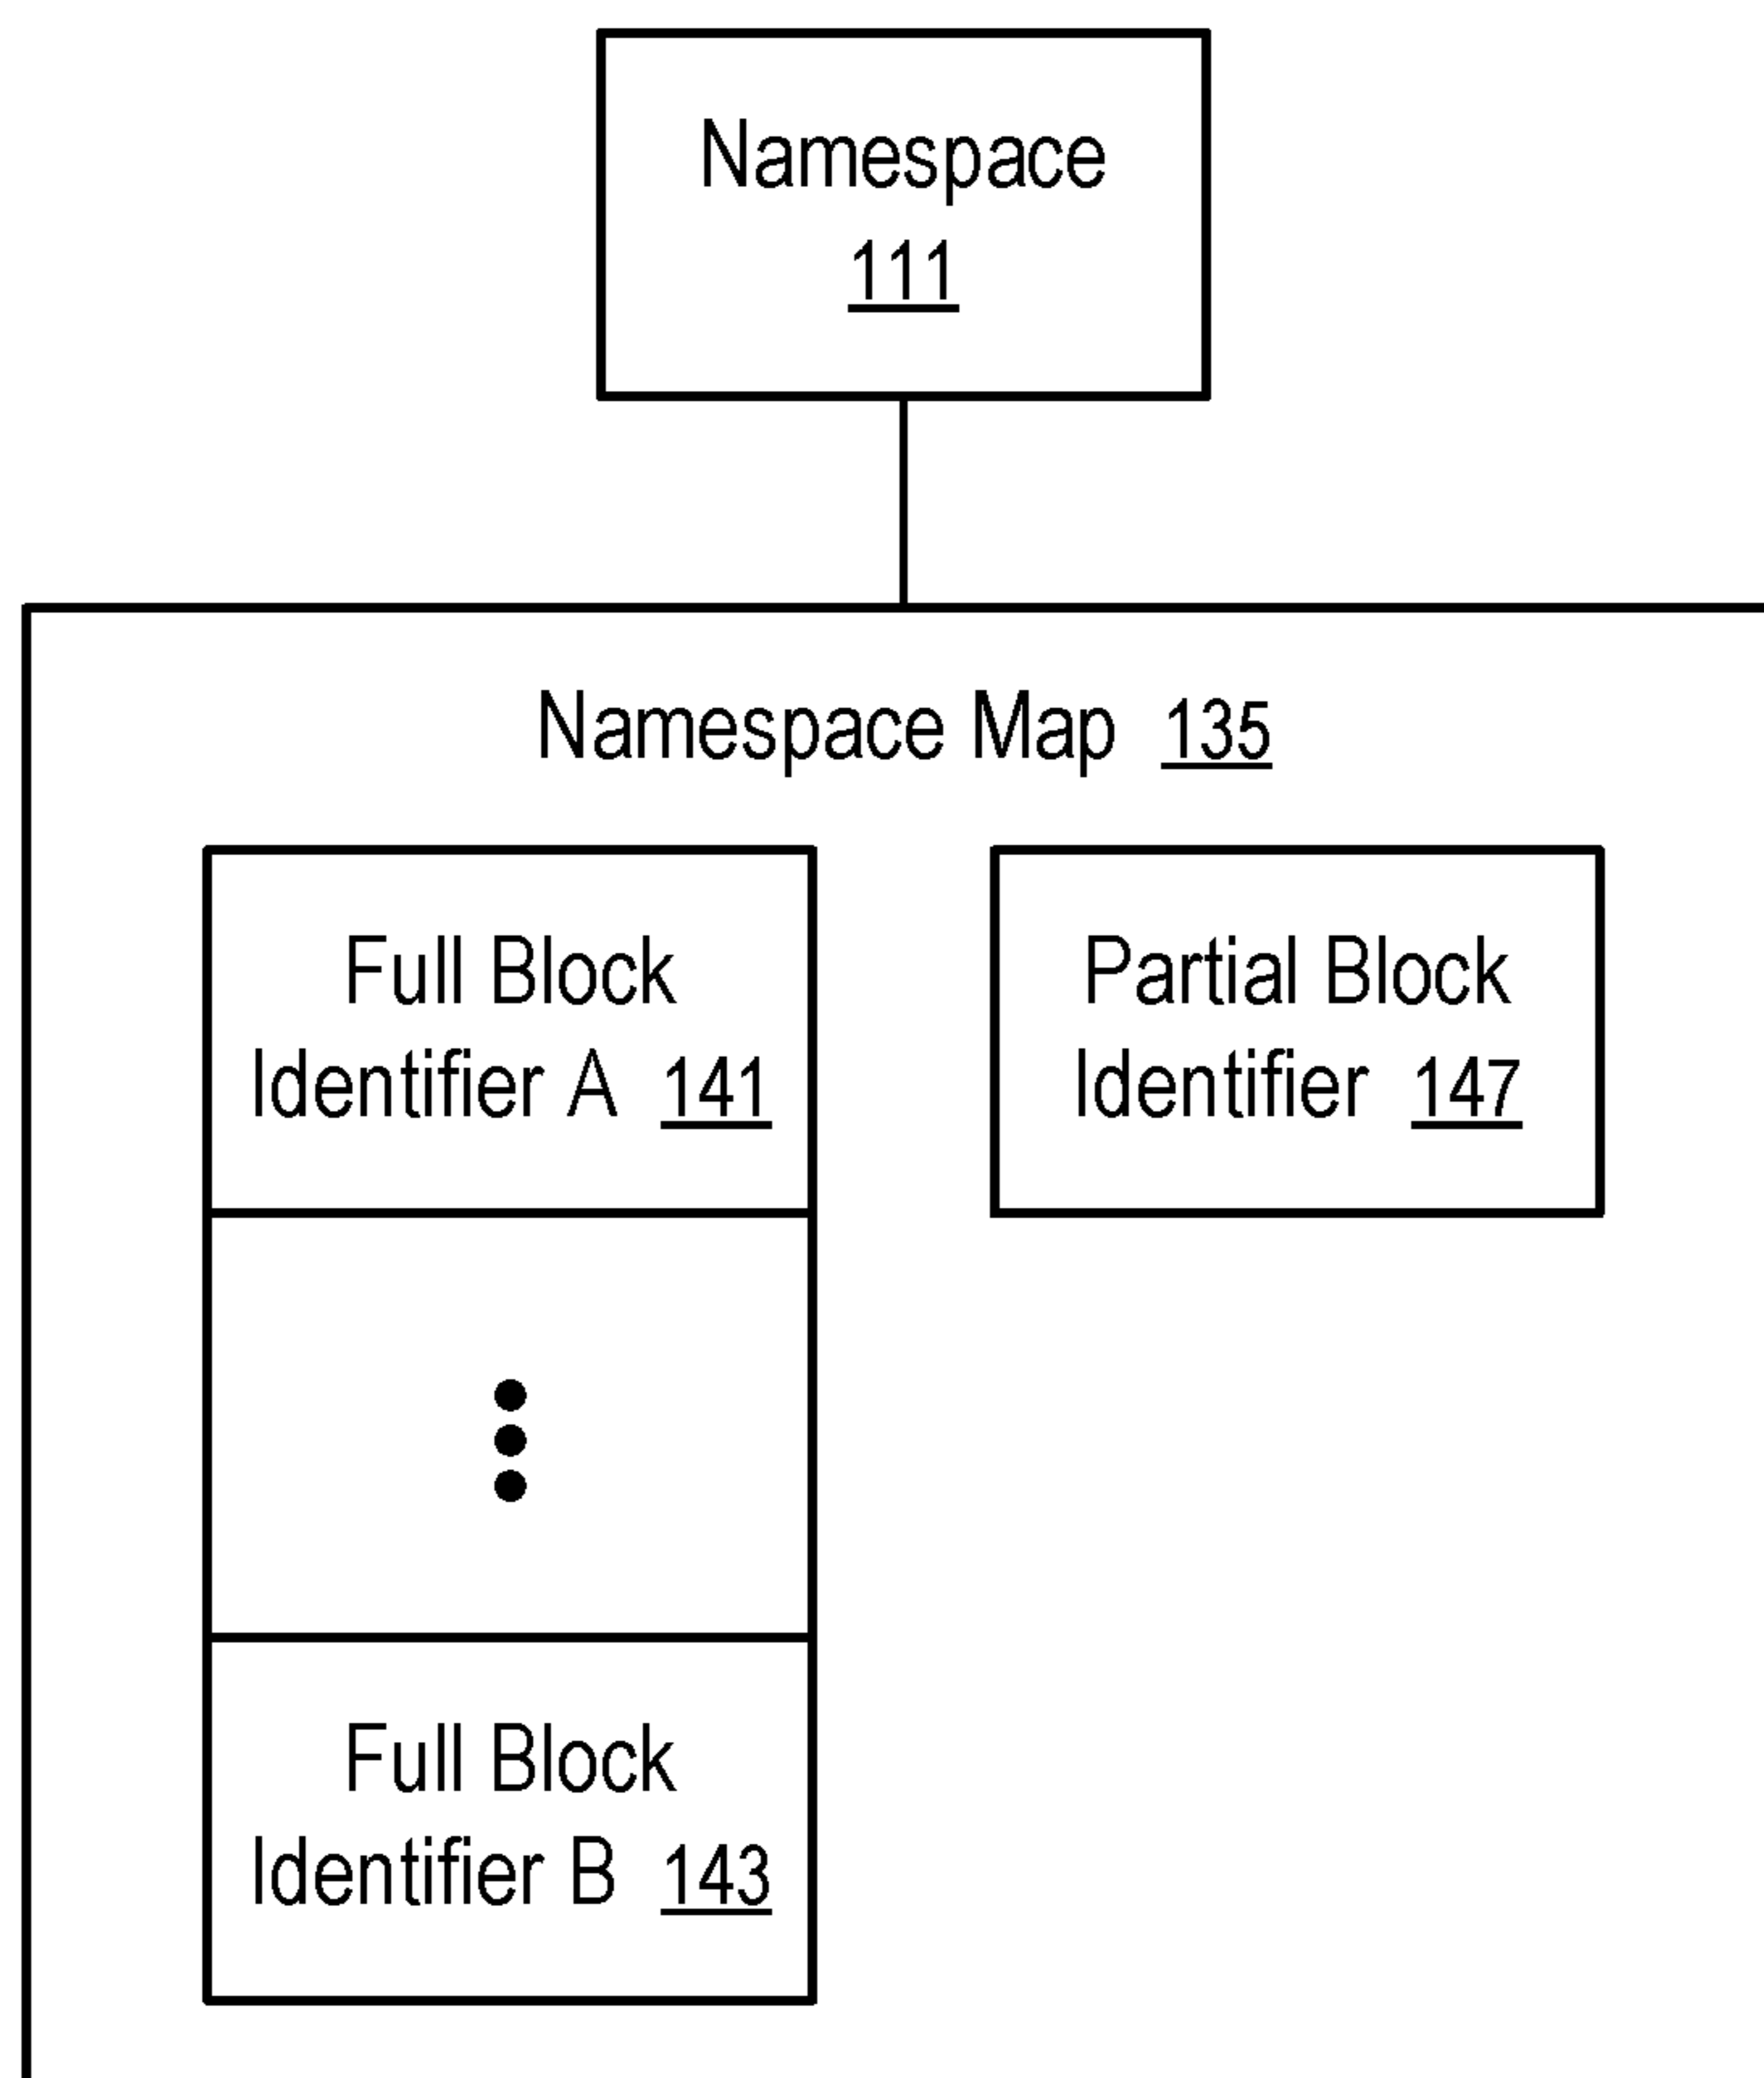 Namespace
111
Namespace Map 135
Full Block
Identifier A 141
Partial Block
Identifier 147
Full Block
Identifier B 143